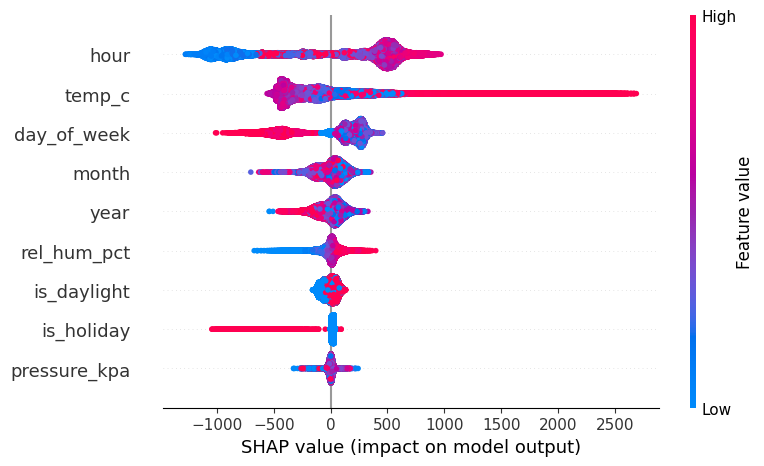 High
hour
temp_c
day_of_week
month
year
rel_hum_pct
is_daylight
is_holiday
pressure_kpa
Feature value
Low
−1000 −500 0 500 1000 1500 2000 2500
SHAP value (impact on model output)